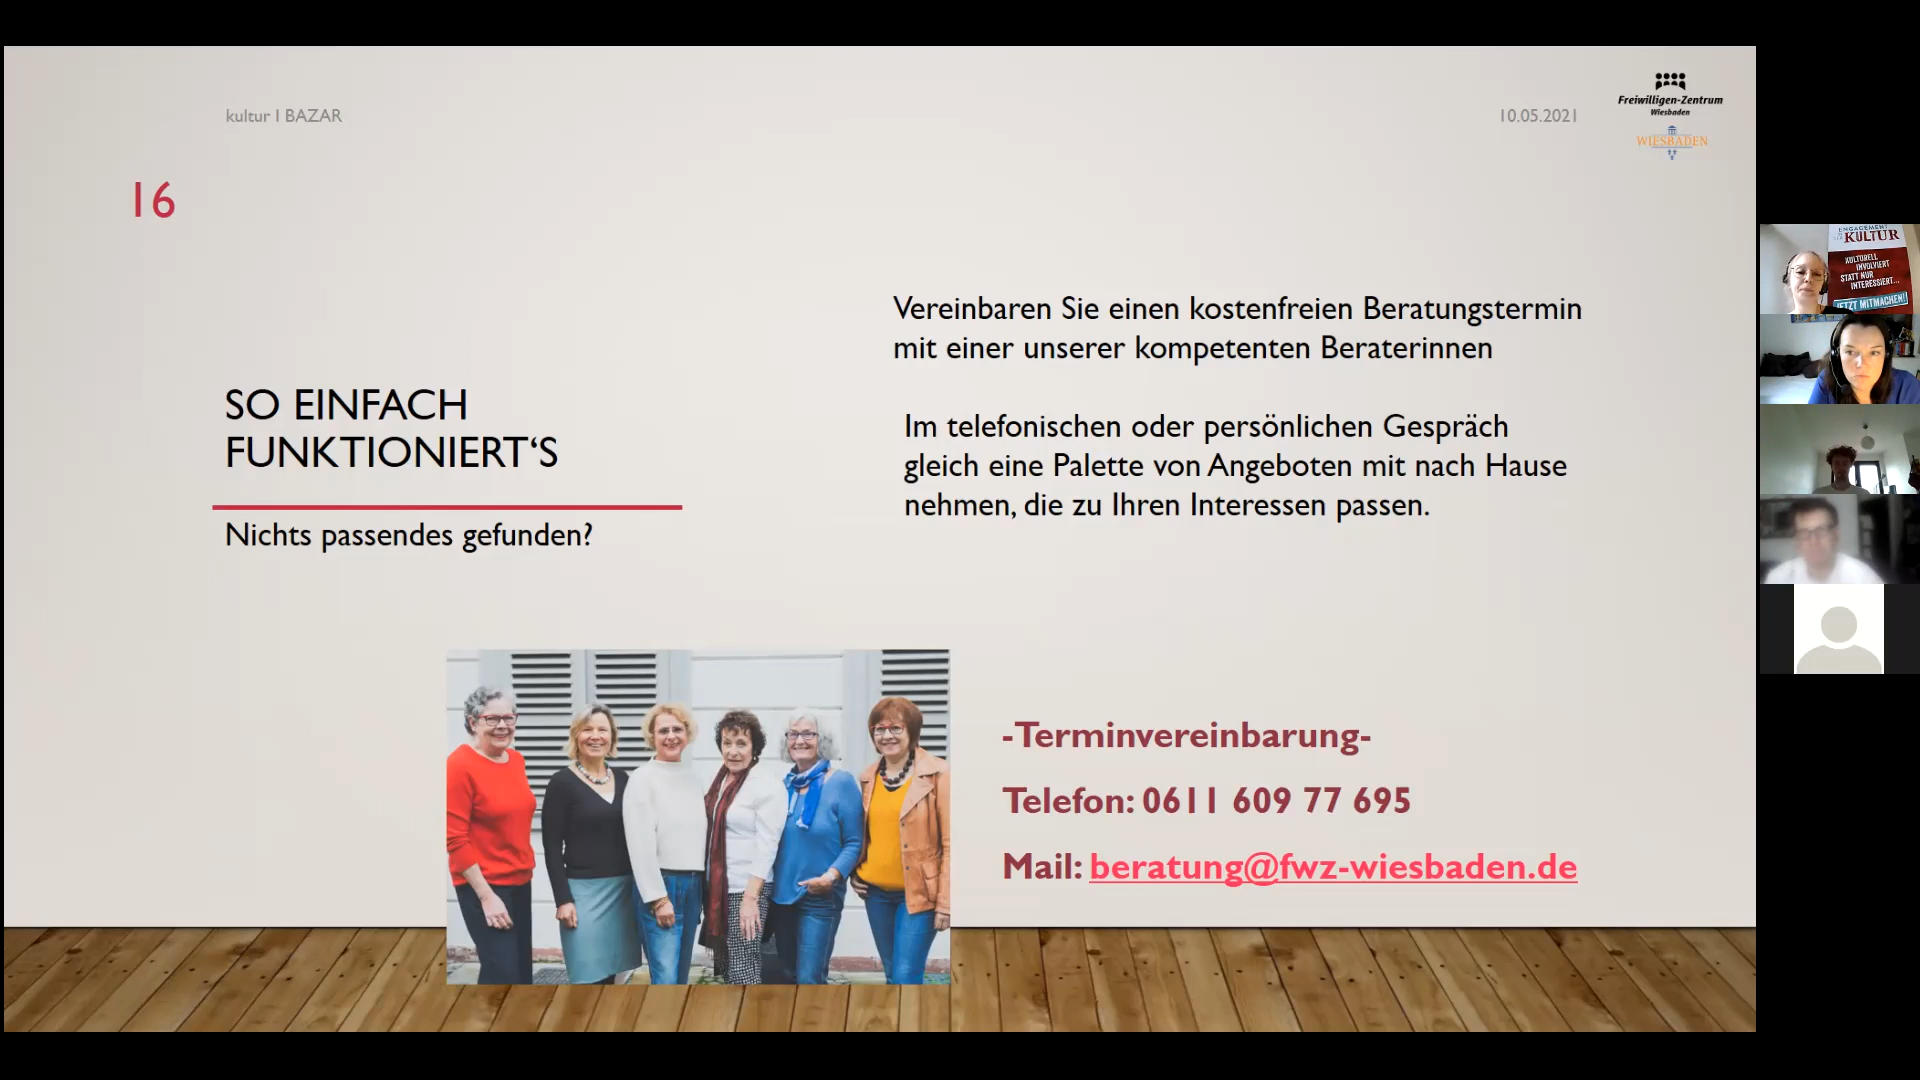 kultur I BAZAR
10.05.2021
Freiwilligen-Zentrum
Wiesbaden
WIESBADEN
16
SO EINFACH
FUNKTIONIERT‘S
Nichts passendes gefunden?
Vereinbaren Sie einen kostenfreien Beratungstermin
mit einer unserer kompetenten Beraterinnen
Im telefonischen oder persönlichen Gespräch
gleich eine Palette von Angeboten mit nach Hause
nehmen, die zu Ihren Interessen passen.
-Terminvereinbarung-
Telefon: 0611 609 77 695
Mail: beratung@fwz-wiesbaden.de
ENGAGEMENT
KULTUR
KULTURELL
INVOLVIERT
STATT NUR
INTERESSIERT...
JETZT MITMACHEN!